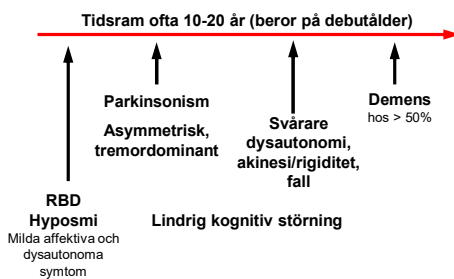 Tidsram ofta 10-20 år (beror på debutålder)
Parkinsonism
Asymmetrisk,
tremordominant
Svårare
dysautonomi,
akinesi/rigiditet,
fall
Demens
hos > 50%
RBD
Hyposmi
Milda affektiva och
dysautonoma
symtom
Lindrig kognitiv störning